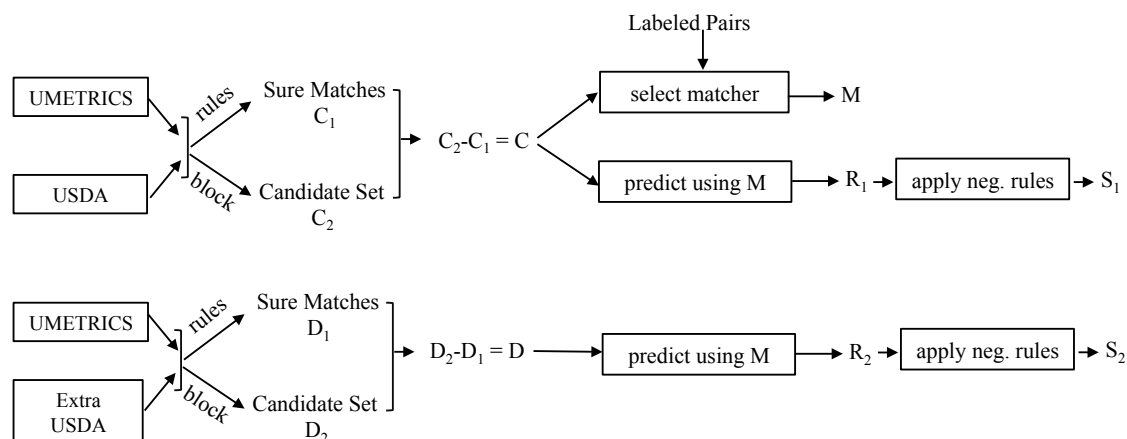 Labeled Pairs
UMETRICS
rules
Sure Matches
C₁
select matcher
M
C₂-C₁ = C
USDA
block
Candidate Set
C₂
predict using M
R₁
apply neg. rules
S₁
UMETRICS
rules
Sure Matches
D₁
D₂-D₁ = D
predict using M
R₂
apply neg. rules
S₂
Extra
USDA
block
Candidate Set
D₂